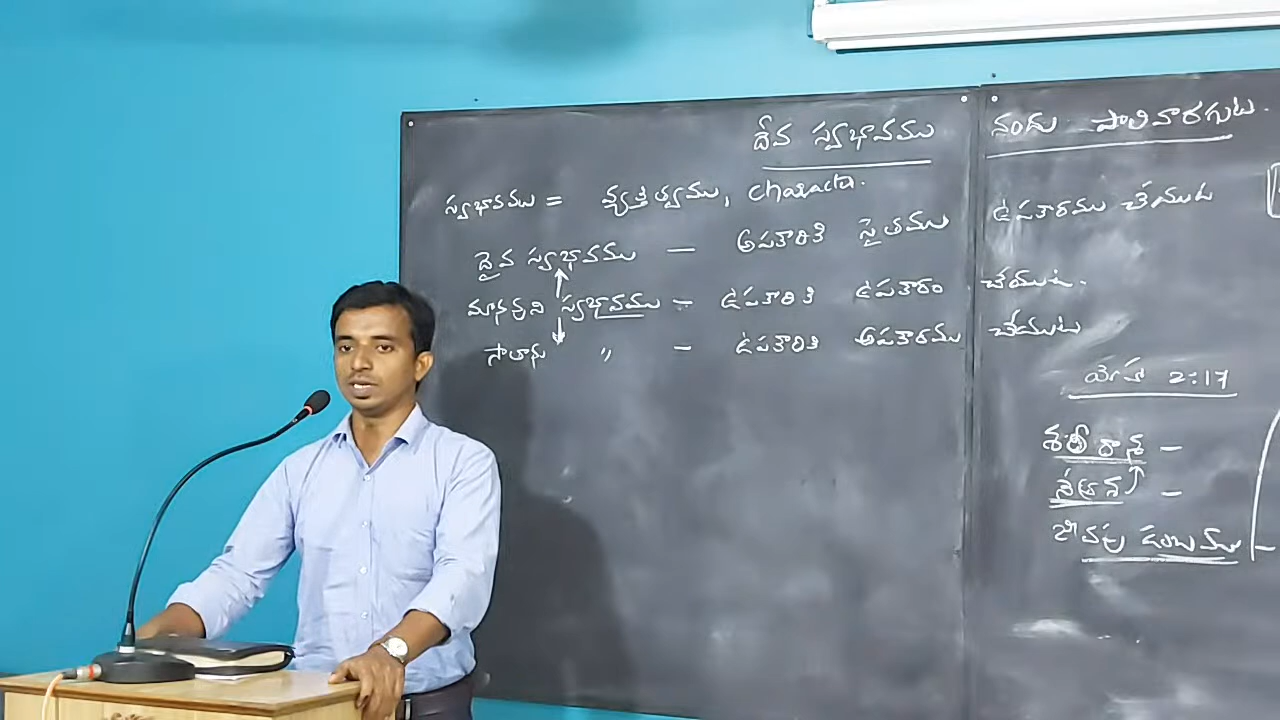 దేవ స్వభావము నందు పాలివారగుట.
స్వభావము = వ్యక్తిత్వము, character.
దైవ స్వభావము — అపకారికి సైతము ఉపకారము చేయుట
మానవుని స్వభావము - ఉపకారికి ఉపకారం చేయుట.
సాతాను " - ఉపకారికి అపకారము చేయుట
యోహా 2:17
శరీరాశ -
నేత్రాశ -
జీవపు డంబము -